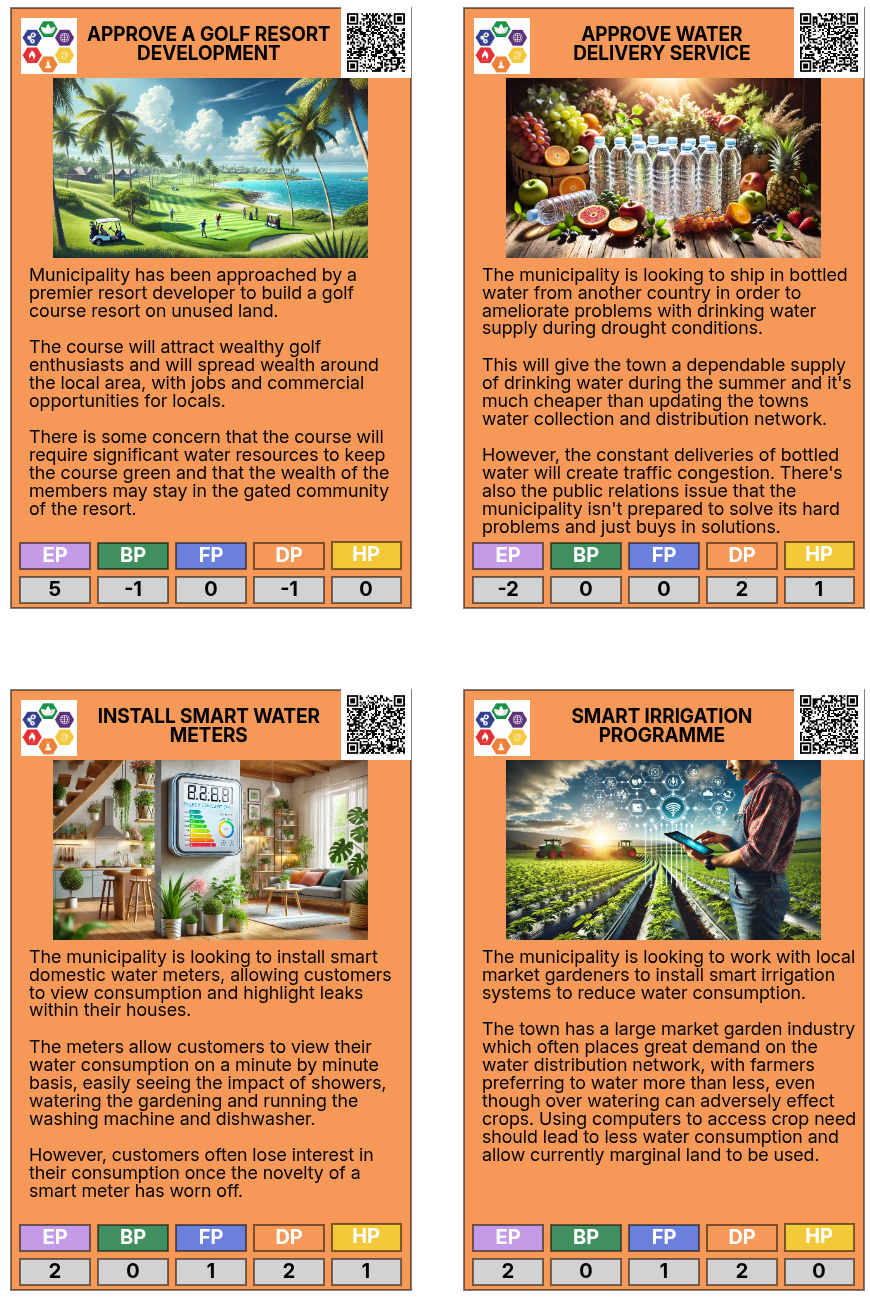 APPROVE A GOLF RESORT
DEVELOPMENT
Municipality has been approached by a
premier resort developer to build a golf
course resort on unused land.
The course will attract wealthy golf
enthusiasts and will spread wealth around
the local area, with jobs and commercial
opportunities for locals.
There is some concern that the course will
require significant water resources to keep
the course green and that the wealth of the
members may stay in the gated community
of the resort.
EP BP FP DP HP
5 -1 0 -1 0
APPROVE WATER
DELIVERY SERVICE
The municipality is looking to ship in bottled
water from another country in order to
ameliorate problems with drinking water
supply during drought conditions.
This will give the town a dependable supply
of drinking water during the summer and it's
much cheaper than updating the towns
water collection and distribution network.
However, the constant deliveries of bottled
water will create traffic congestion. There's
also the public relations issue that the
municipality isn't prepared to solve its hard
problems and just buys in solutions.
EP BP FP DP HP
-2 0 0 2 1
INSTALL SMART WATER
METERS
The municipality is looking to install smart
domestic water meters, allowing customers
to view consumption and highlight leaks
within their houses.
The meters allow customers to view their
water consumption on a minute by minute
basis, easily seeing the impact of showers,
watering the gardening and running the
washing machine and dishwasher.
However, customers often lose interest in
their consumption once the novelty of a
smart meter has worn off.
EP BP FP DP HP
2 0 1 2 1
SMART IRRIGATION
PROGRAMME
The municipality is looking to work with local
market gardeners to install smart irrigation
systems to reduce water consumption.
The town has a large market garden industry
which often places great demand on the
water distribution network, with farmers
preferring to water more than less, even
though over watering can adversely effect
crops. Using computers to access crop need
should lead to less water consumption and
allow currently marginal land to be used.
EP BP FP DP HP
2 0 1 2 0